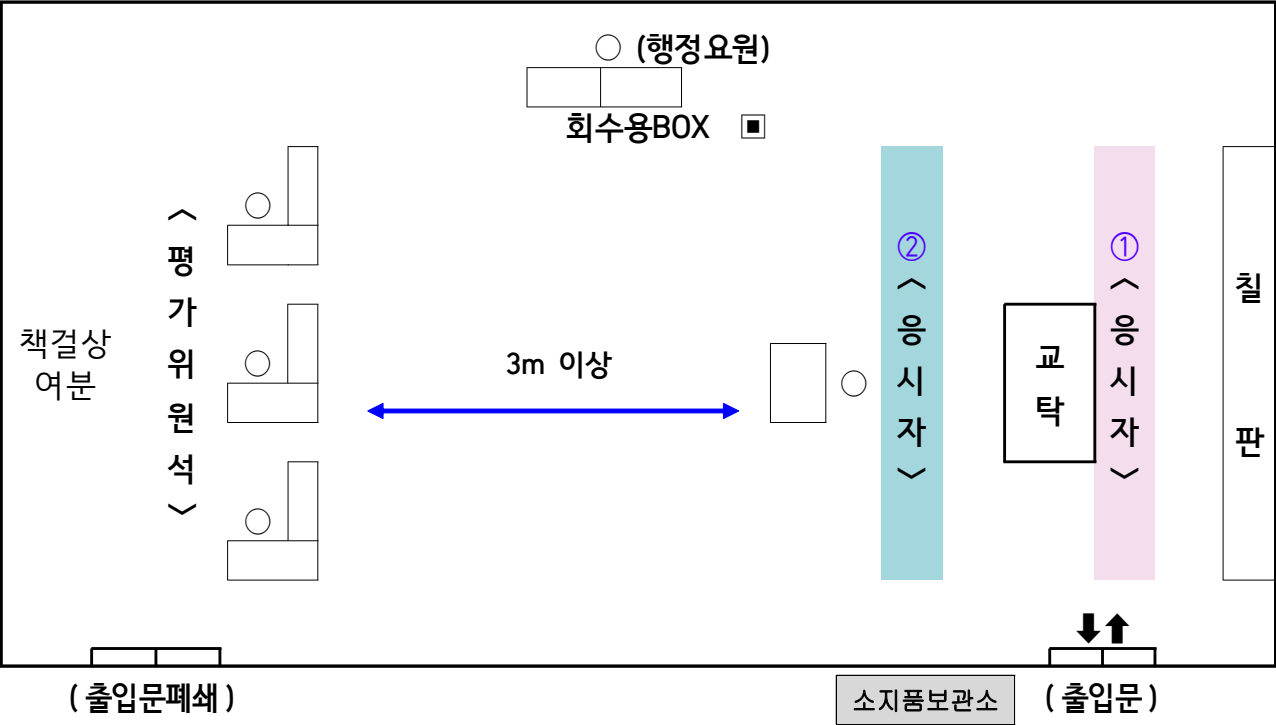 (행정요원)
회수용BOX
책걸상
여분
<평가위원석>
3m 이상
② <응시자>
교탁
① <응시자>
칠판
(출입문폐쇄)
소지품보관소
(출입문)